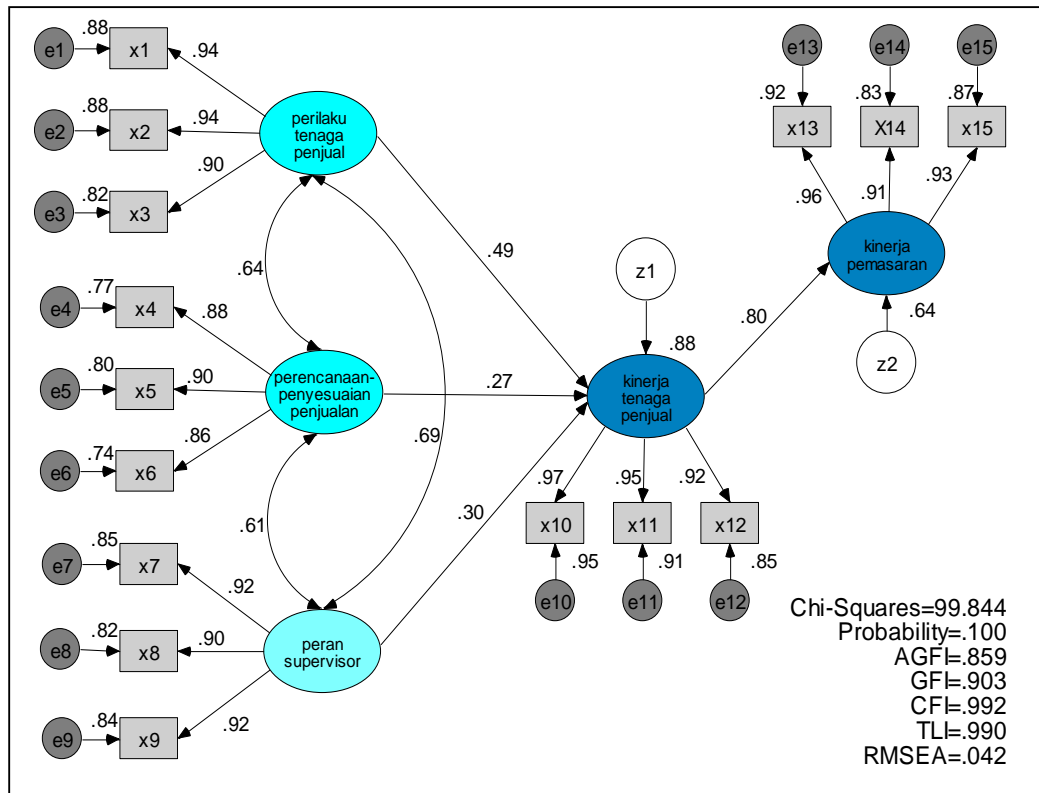 e1
.88
x1
.94
e2
.88
x2
.94
e3
.82
x3
.90
perilaku
tenaga
penjual
e4
.77
x4
.88
e5
.80
x5
.90
e6
.74
x6
.86
perencanaan-
penyesuaian
penjualan
e7
.85
x7
.92
e8
.82
x8
.90
e9
.84
x9
.92
peran
supervisor
.64
.69
.61
.49
.27
.30
z1
.88
kinerja
tenaga
penjual
.97
.95
.92
x10
x11
x12
.95
.91
.85
e10
e11
e12
.80
e13
e14
e15
.92
.83
.87
x13
X14
x15
.96
.91
.93
kinerja
pemasaran
.64
z2
Chi-Squares=99.844
Probability=.100
AGFI=.859
GFI=.903
CFI=.992
TLI=.990
RMSEA=.042